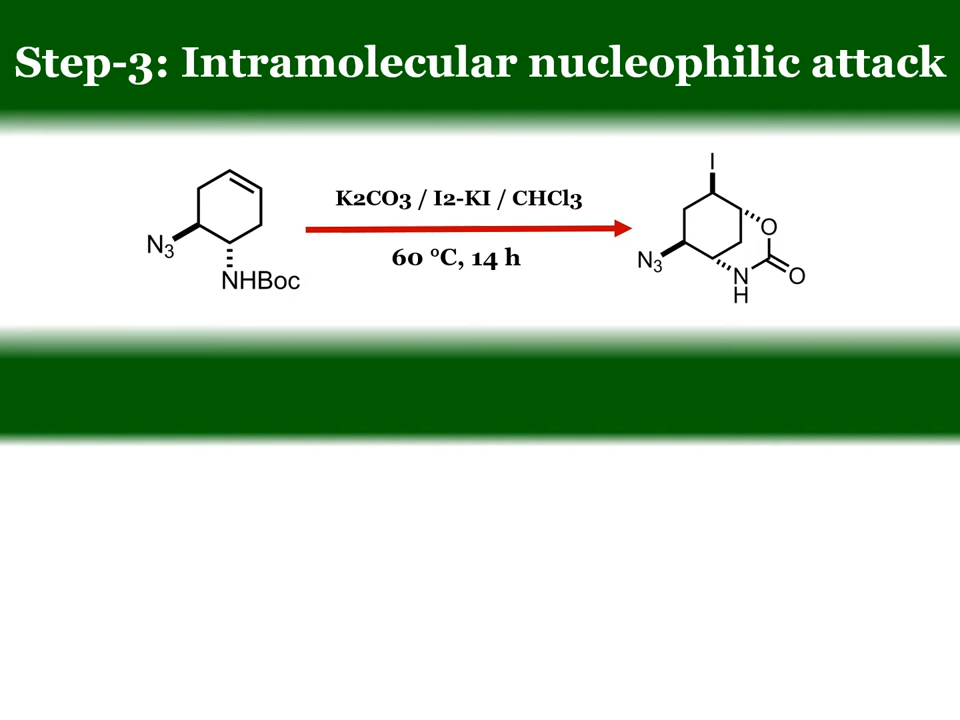 Step-3: Intramolecular nucleophilic attack
K2CO3 / I2-KI / CHCl3
60 °C, 14 h
N3
NHBoc
I
O
N3
N
H
O